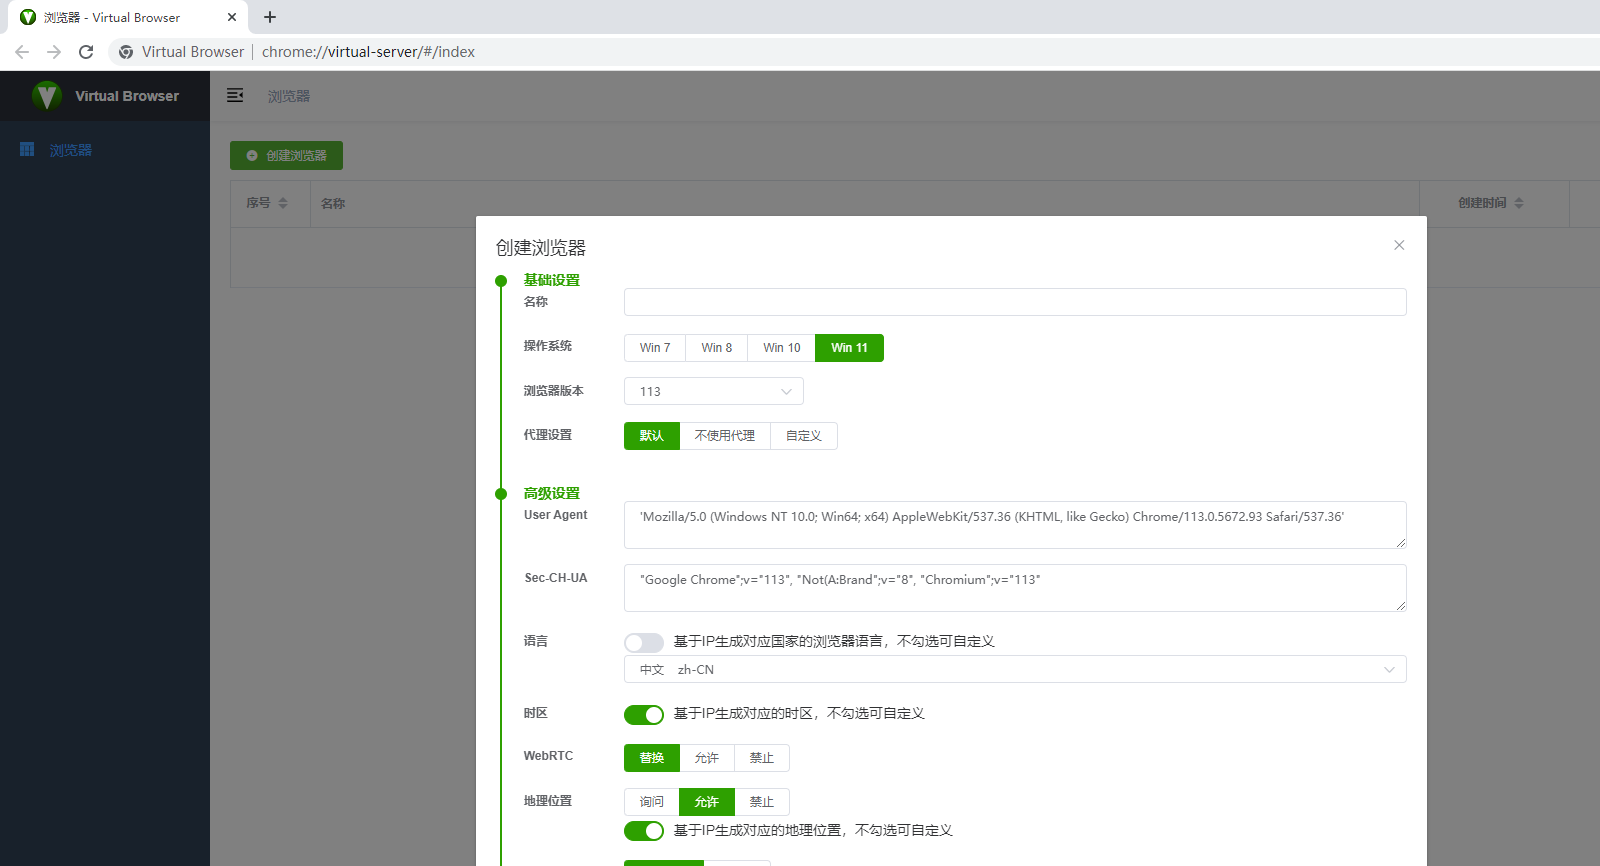 浏览器 - Virtual Browser
Virtual Browser | chrome://virtual-server/#/index
Virtual Browser
浏览器
浏览器
创建浏览器
序号 名称 创建时间
创建浏览器
基础设置
名称
操作系统 Win 7 Win 8 Win 10 Win 11
浏览器版本 113
代理设置 默认 不使用代理 自定义
高级设置
User Agent 'Mozilla/5.0 (Windows NT 10.0; Win64; x64) AppleWebKit/537.36 (KHTML, like Gecko) Chrome/113.0.5672.93 Safari/537.36'
Sec-CH-UA "Google Chrome";v="113", "Not(A:Brand";v="8", "Chromium";v="113"
语言 基于IP生成对应国家的浏览器语言，不勾选可自定义
中文 zh-CN
时区 基于IP生成对应的时区，不勾选可自定义
WebRTC 替换 允许 禁止
地理位置 询问 允许 禁止
基于IP生成对应的地理位置，不勾选可自定义